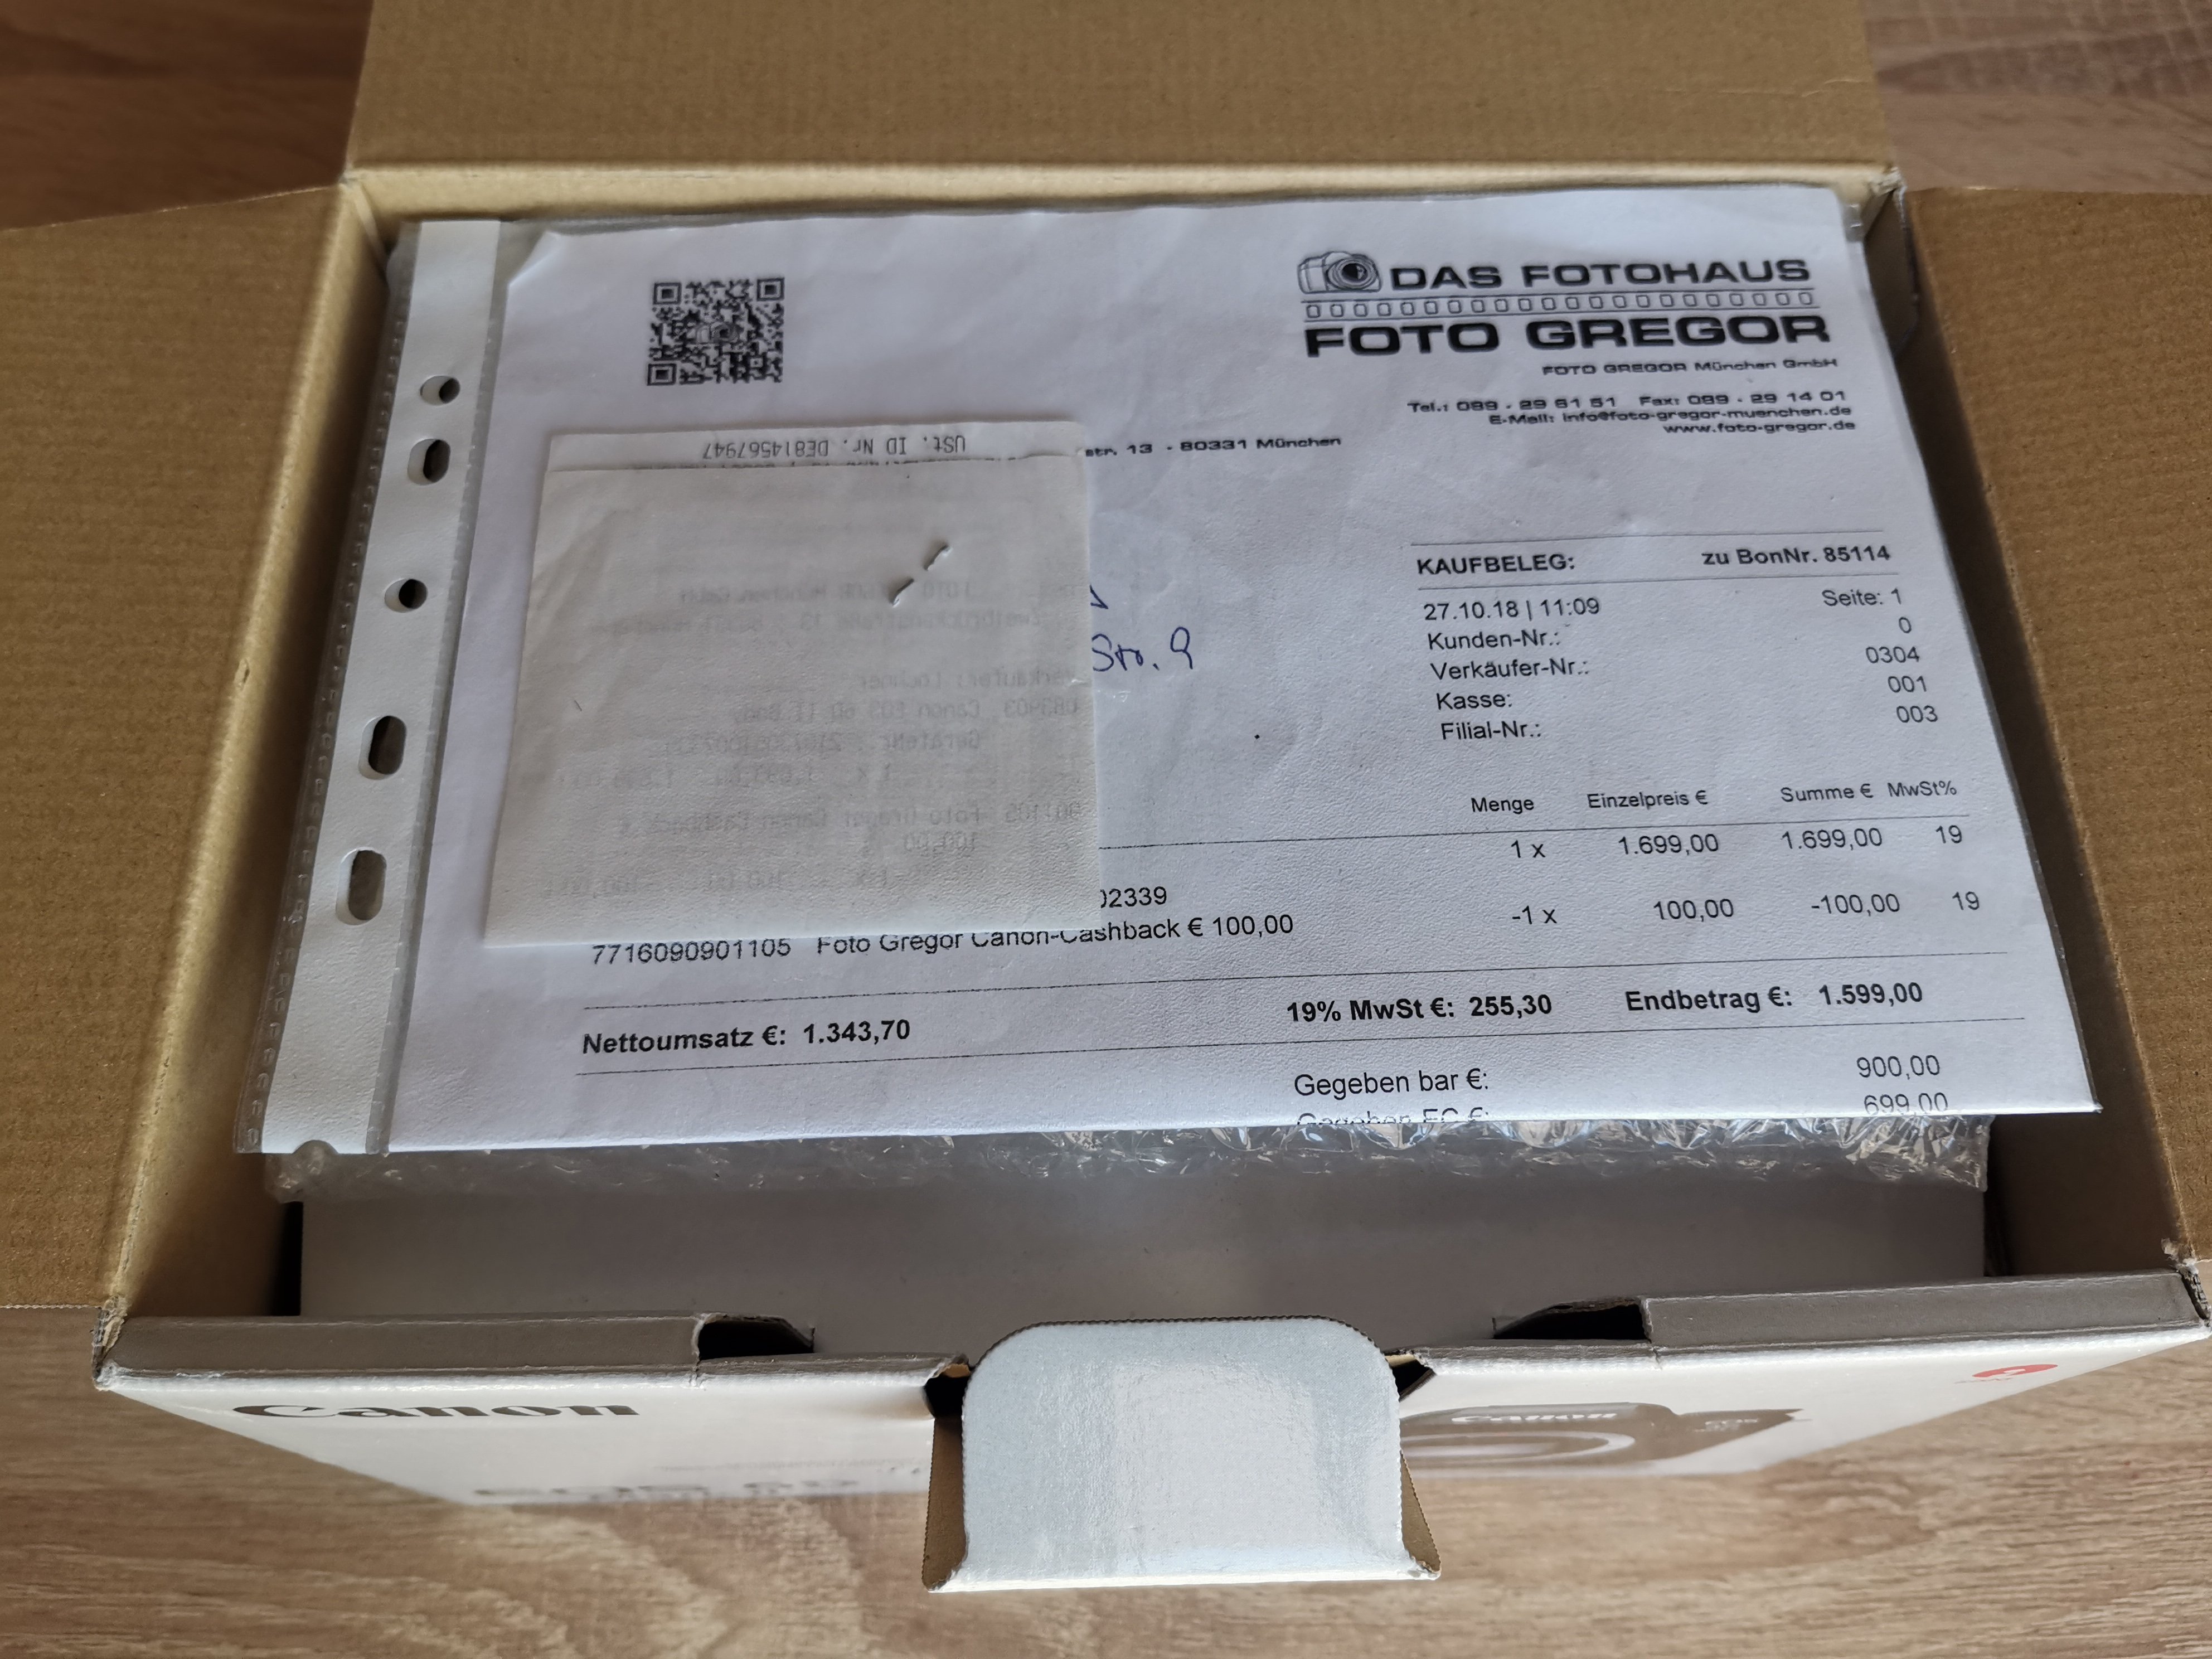 DAS FOTOHAUS
FOTO GREGOR
FOTO GREGOR München GmbH
Tel.: 089 - 29 61 51 Fax: 089 - 29 14 01
E-Mail: info@foto-gregor-muenchen.de
www.foto-gregor.de
USt. ID Nr. DE814567947
str. 13 - 80331 München
KAUFBELEG: zu BonNr. 85114
27.10.18 | 11:09 Seite: 1
Kunden-Nr.: 0
Verkäufer-Nr.: 0304
Kasse: 001
Filial-Nr.: 003
Str. 9
Menge Einzelpreis € Summe € MwSt%
1 x 1.699,00 1.699,00 19
02339
7716090901105 Foto Gregor Canon-Cashback € 100,00 -1 x 100,00 -100,00 19
Nettoumsatz €: 1.343,70 19% MwSt €: 255,30 Endbetrag €: 1.599,00
Gegeben bar €: 900,00
Gegeben EC €: 699,00
Canon
Canon